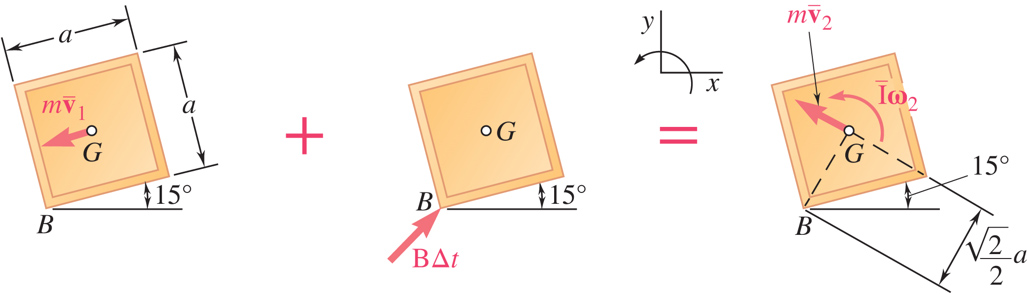 a
a
mv̄₁
G
15°
B
+
G
15°
B
BΔt
y
x
=
mv̄₂
Īω₂
G
15°
B
√2/2 a